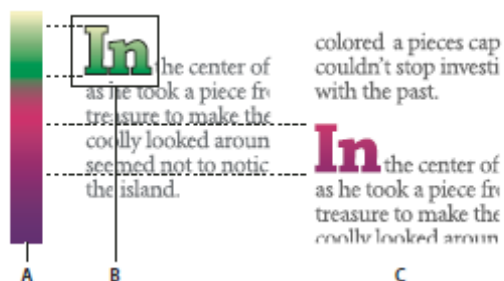 In the center of
as he took a piece fr
treasure to make the
coolly looked aroun
seemed not to notic
the island.
colored a pieces cap
couldn't stop investi
with the past.
In the center of
as he took a piece fr
treasure to make the
coolly looked aroun
A
B
C